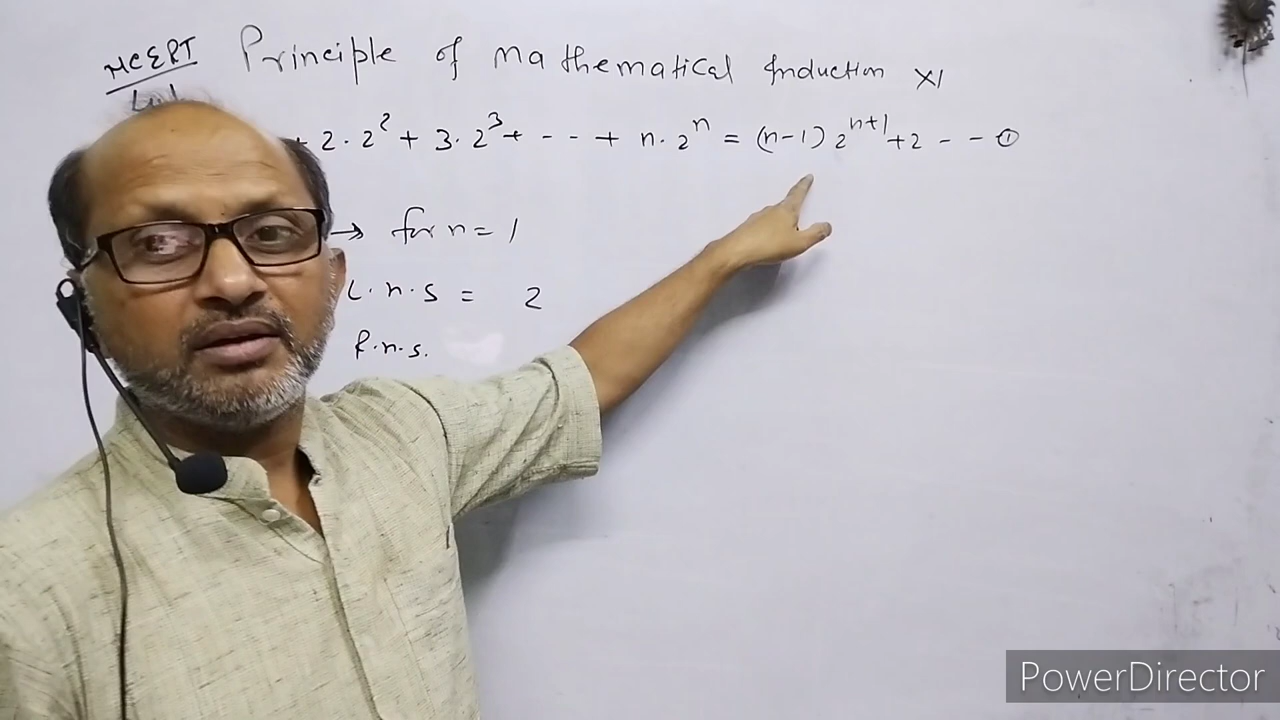 NCERT Principle of Mathematical Induction XI
+ 2·2² + 3·2³ + - - - + n·2ⁿ = (n-1) 2ⁿ⁺¹ + 2 - - ①
→ for n = 1
L.H.S = 2
R.H.S.
PowerDirector